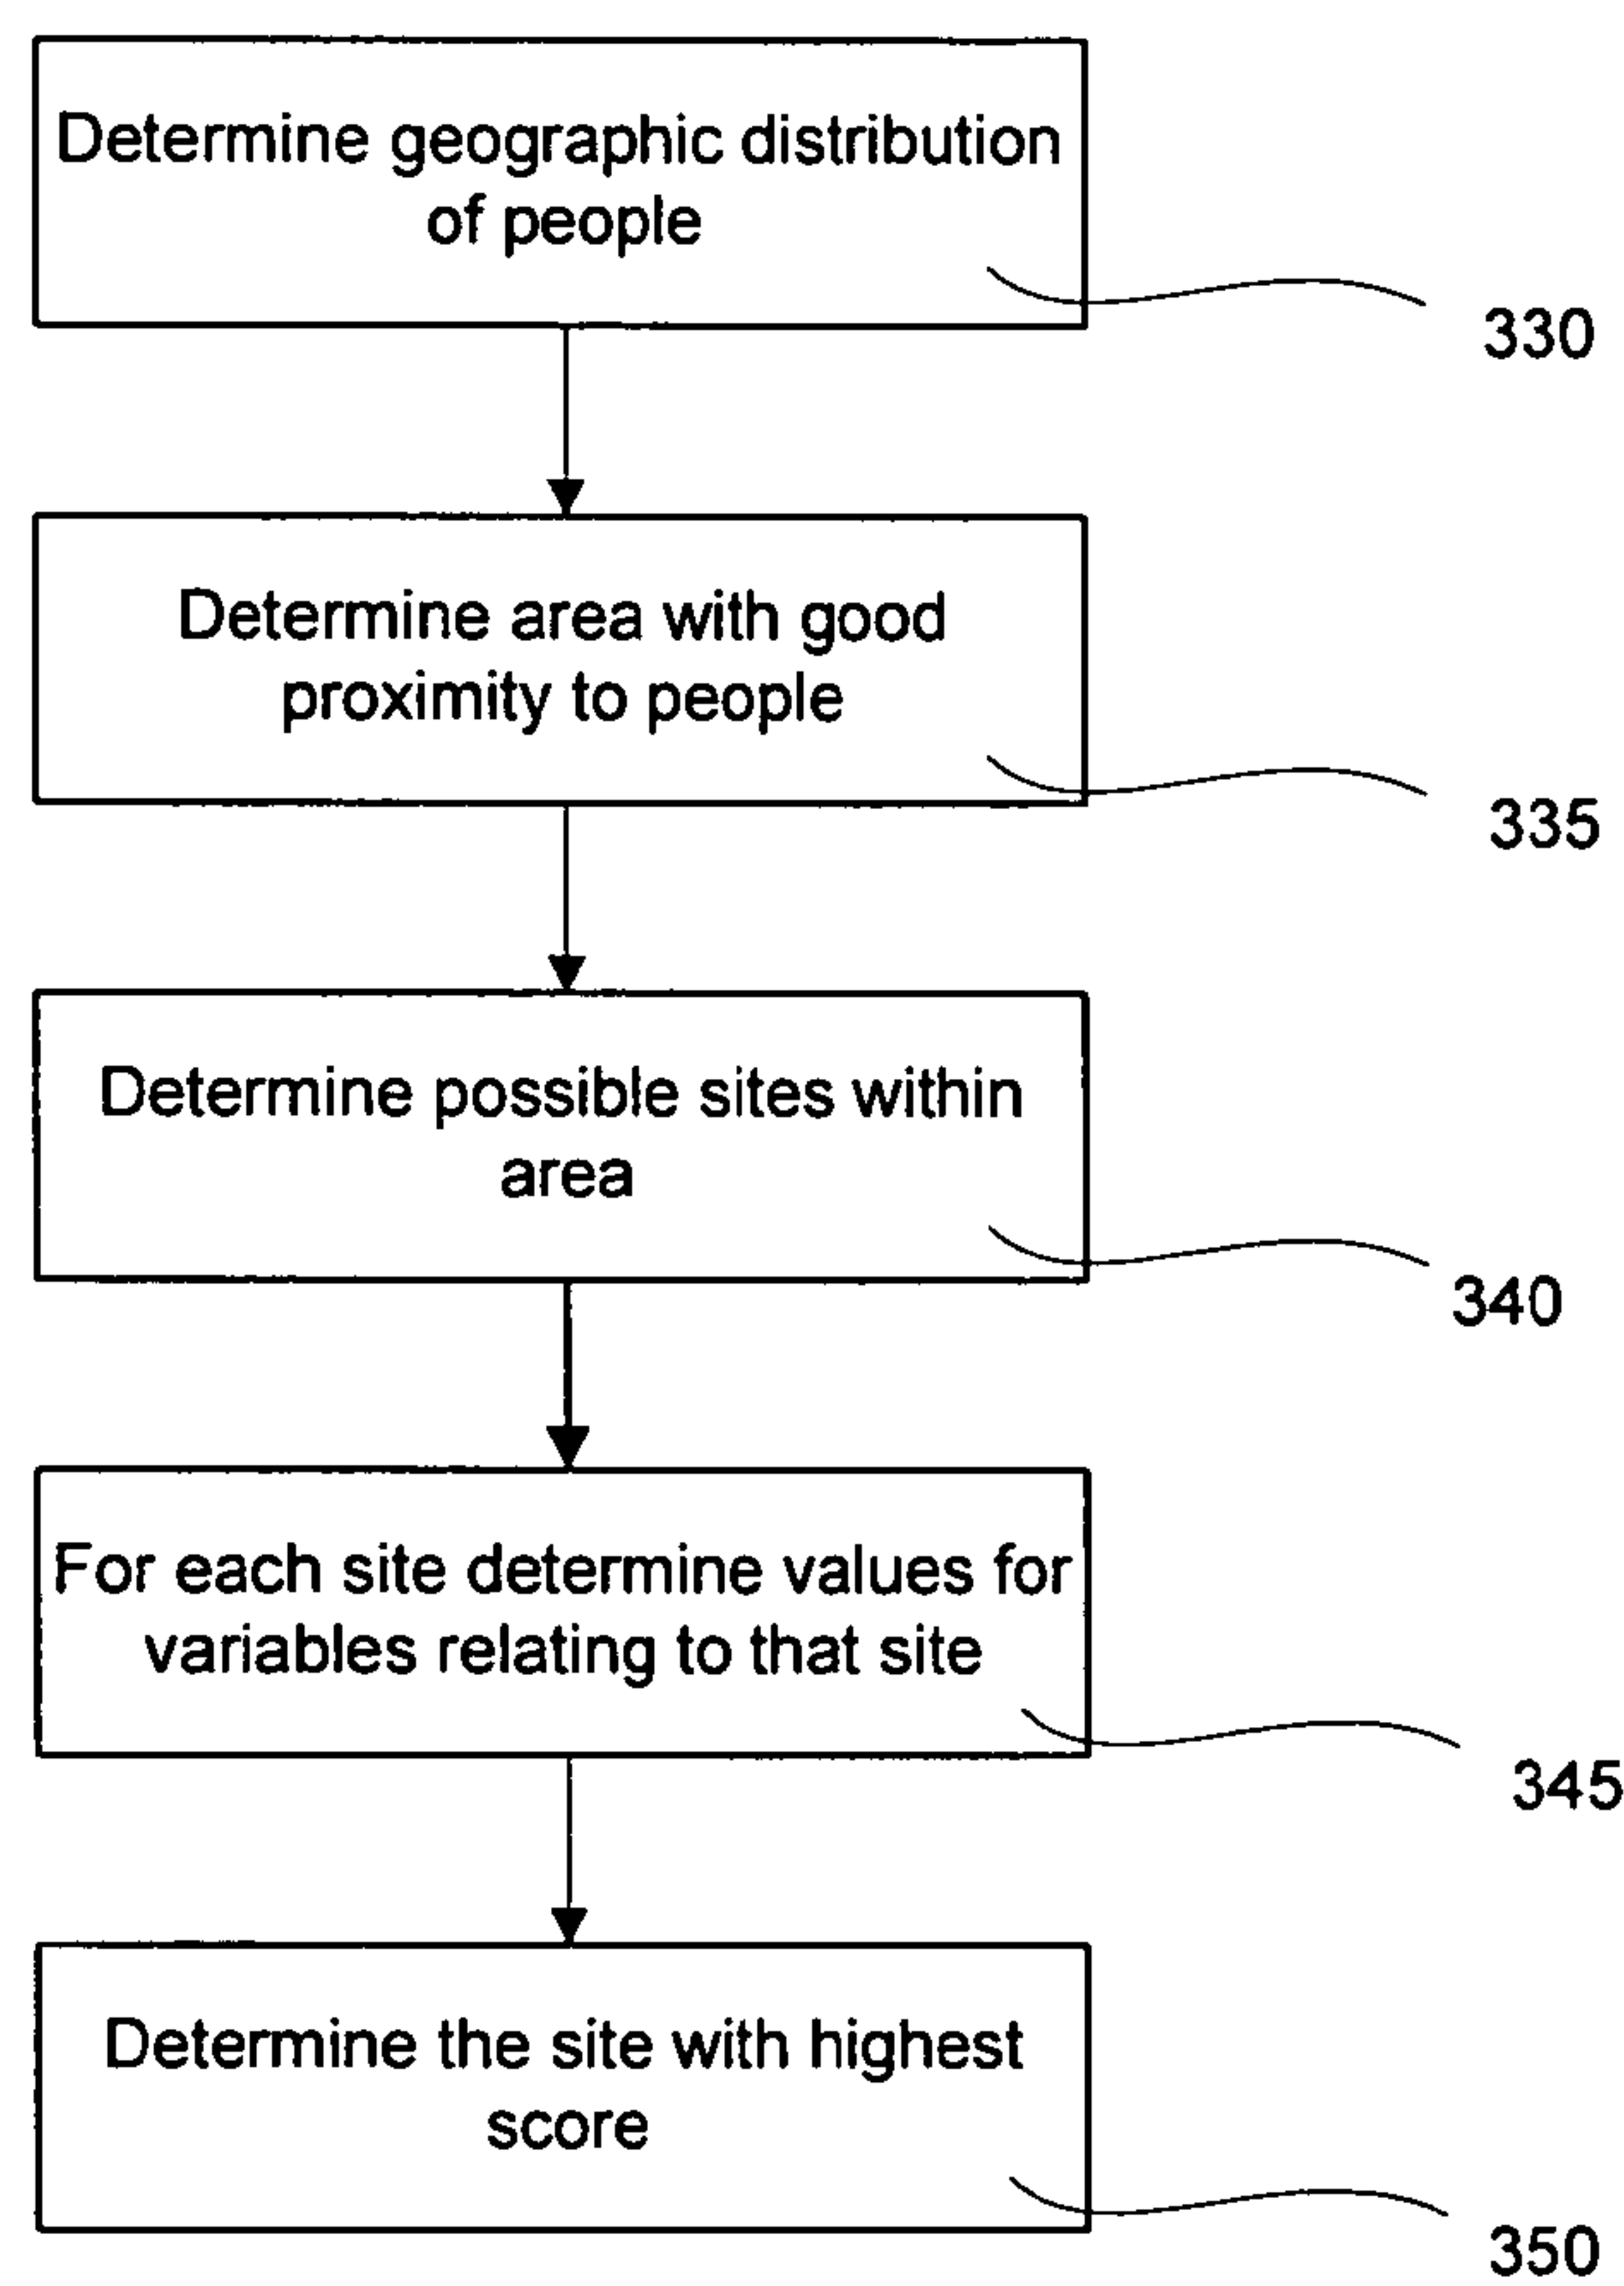 Determine geographic distribution
of people
330
Determine area with good
proximity to people
335
Determine possible sites within
area
340
For each site determine values for
variables relating to that site
345
Determine the site with highest
score
350